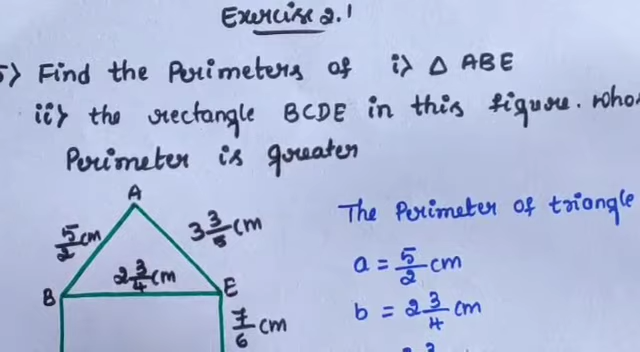 Exercise 2.1
5) Find the Perimeters of i) △ ABE
ii) the rectangle BCDE in this figure. Whose
Perimeter is greater
A
5/2 cm
3 3/5 cm
2 3/4 cm
B
E
7/6 cm
The Perimeter of triangle
a = 5/2 cm
b = 2 3/4 cm